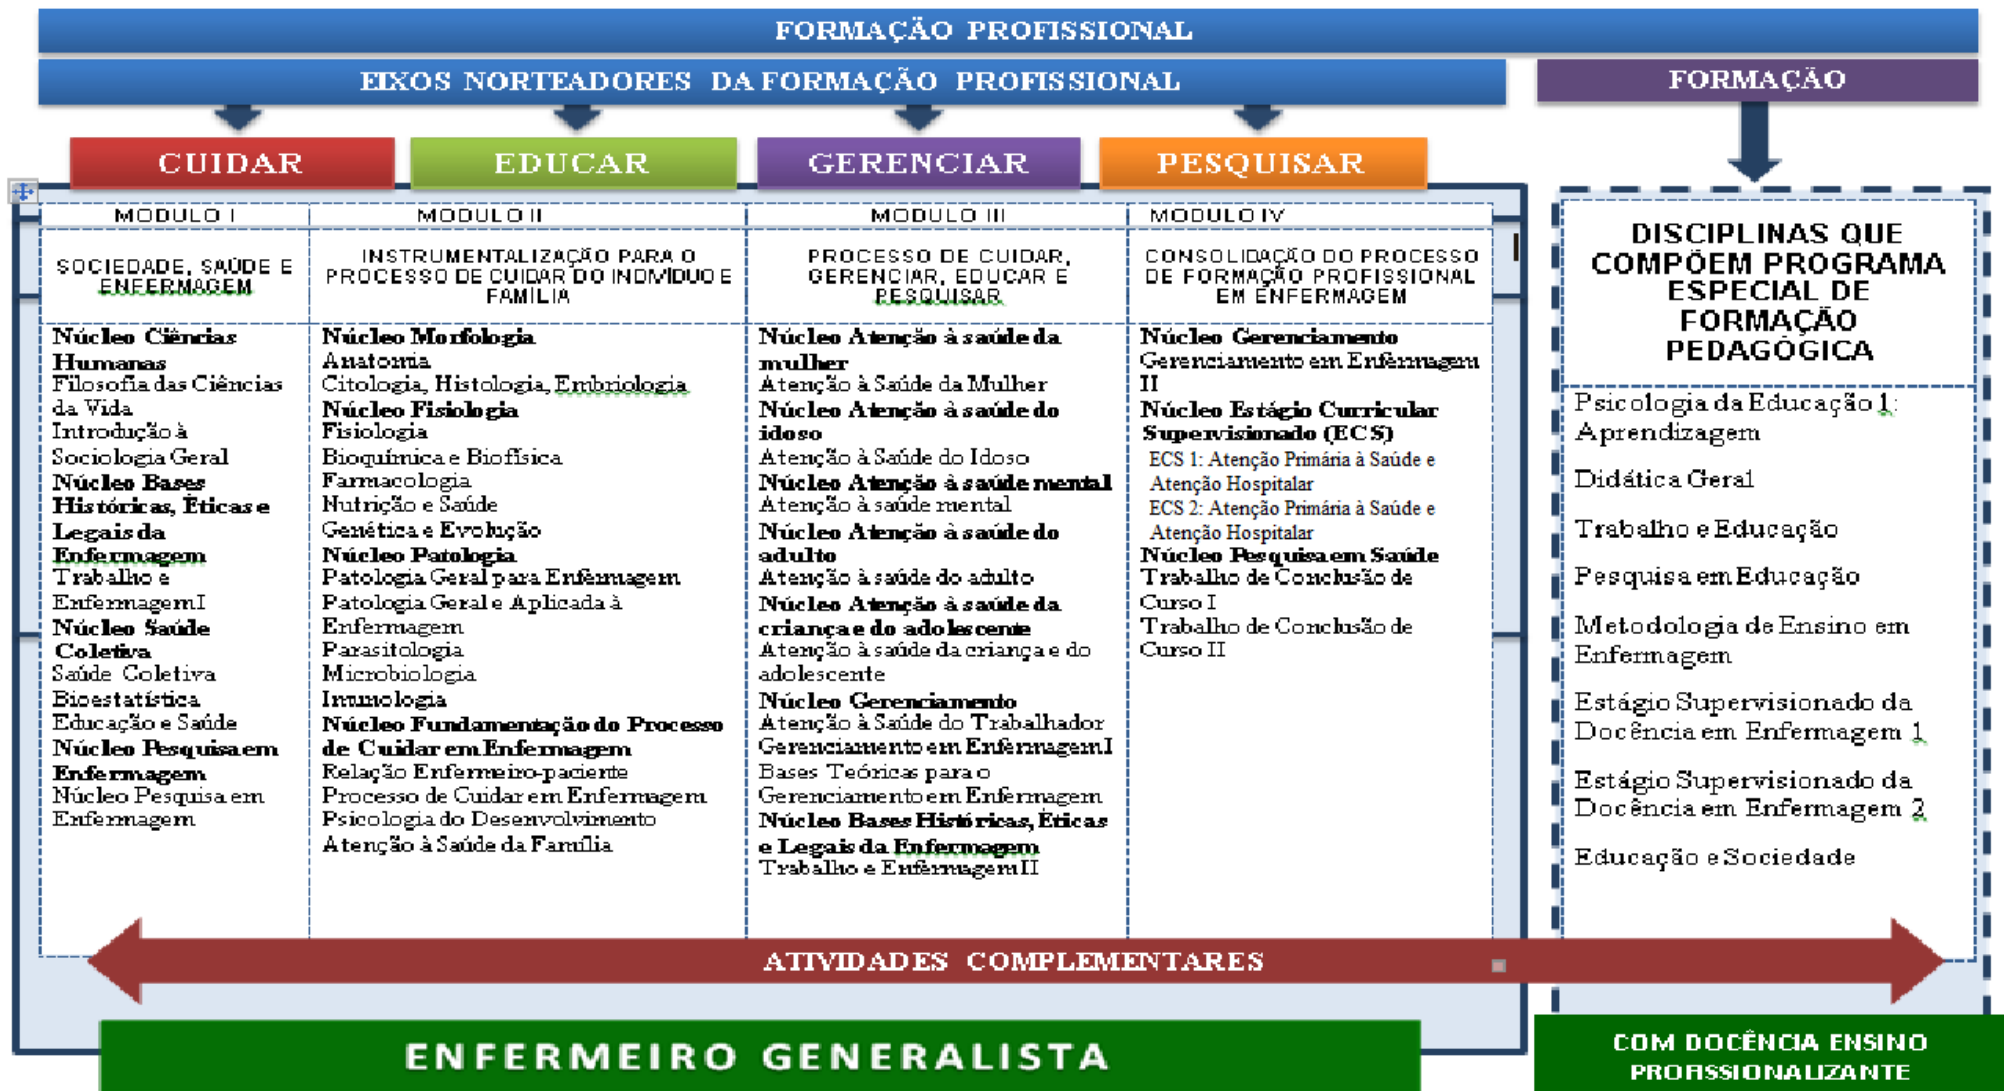 FORMAÇÃO PROFISSIONAL
EIXOS NORTEADORES DA FORMAÇÃO PROFISSIONAL
FORMAÇÃO
CUIDAR
EDUCAR
GERENCIAR
PESQUISAR
MODULO I
SOCIEDADE, SAÚDE E
ENFERMAGEM
Núcleo Ciências
Humanas
Filosofia das Ciências
da Vida
Introdução à
Sociologia Geral
Núcleo Bases
Históricas, Éticas e
Legais da
Enfermagem
Trabalho e
Enfermagem I
Núcleo Saúde
Coletiva
Saúde Coletiva
Bioestatística
Educação e Saúde
Núcleo Pesquisa em
Enfermagem
Núcleo Pesquisa em
Enfermagem
MODULO II
INSTRUMENTALIZAÇÃO PARA O
PROCESSO DE CUIDAR DO INDIVÍDUO E
FAMÍLIA
Núcleo Morfologia
Anatomia
Citologia, Histologia, Embriologia
Núcleo Fisiologia
Fisiologia
Bioquímica e Biofísica
Farmacologia
Nutrição e Saúde
Genética e Evolução
Núcleo Patologia
Patologia Geral para Enfermagem
Patologia Geral e Aplicada à
Enfermagem
Parasitologia
Microbiologia
Imunologia
Núcleo Fundamentação do Processo
de Cuidar em Enfermagem
Relação Enfermeiro-paciente
Processo de Cuidar em Enfermagem
Psicologia do Desenvolvimento
Atenção à Saúde da Família
MODULO III
PROCESSO DE CUIDAR,
GERENCIAR, EDUCAR E
PESQUISAR
Núcleo Atenção à saúde da
mulher
Atenção à Saúde da Mulher
Núcleo Atenção à saúde do
idoso
Atenção à Saúde do Idoso
Núcleo Atenção à saúde mental
Atenção à saúde mental
Núcleo Atenção à saúde do
adulto
Atenção à saúde do adulto
Núcleo Atenção à saúde da
criança e do adolescente
Atenção à saúde da criança e do
adolescente
Núcleo Gerenciamento
Atenção à Saúde do Trabalhador
Gerenciamento em Enfermagem I
Bases Teóricas para o
Gerenciamento em Enfermagem
Núcleo Bases Históricas, Éticas
e Legais da Enfermagem
Trabalho e Enfermagem II
MODULO IV
CONSOLIDAÇÃO DO PROCESSO
DE FORMAÇÃO PROFISSIONAL
EM ENFERMAGEM
Núcleo Gerenciamento
Gerenciamento em Enfermagem
II
Núcleo Estágio Curricular
Supervisionado (ECS)
ECS 1: Atenção Primária à Saúde e
Atenção Hospitalar
ECS 2: Atenção Primária à Saúde e
Atenção Hospitalar
Núcleo Pesquisa em Saúde
Trabalho de Conclusão de
Curso I
Trabalho de Conclusão de
Curso II
DISCIPLINAS QUE
COMPÕEM PROGRAMA
ESPECIAL DE
FORMAÇÃO
PEDAGÓGICA
Psicologia da Educação 1:
Aprendizagem
Didática Geral
Trabalho e Educação
Pesquisa em Educação
Metodologia de Ensino em
Enfermagem
Estágio Supervisionado da
Docência em Enfermagem 1
Estágio Supervisionado da
Docência em Enfermagem 2
Educação e Sociedade
ATIVIDADES COMPLEMENTARES
ENFERMEIRO GENERALISTA
COM DOCÊNCIA ENSINO
PROFISSIONALIZANTE